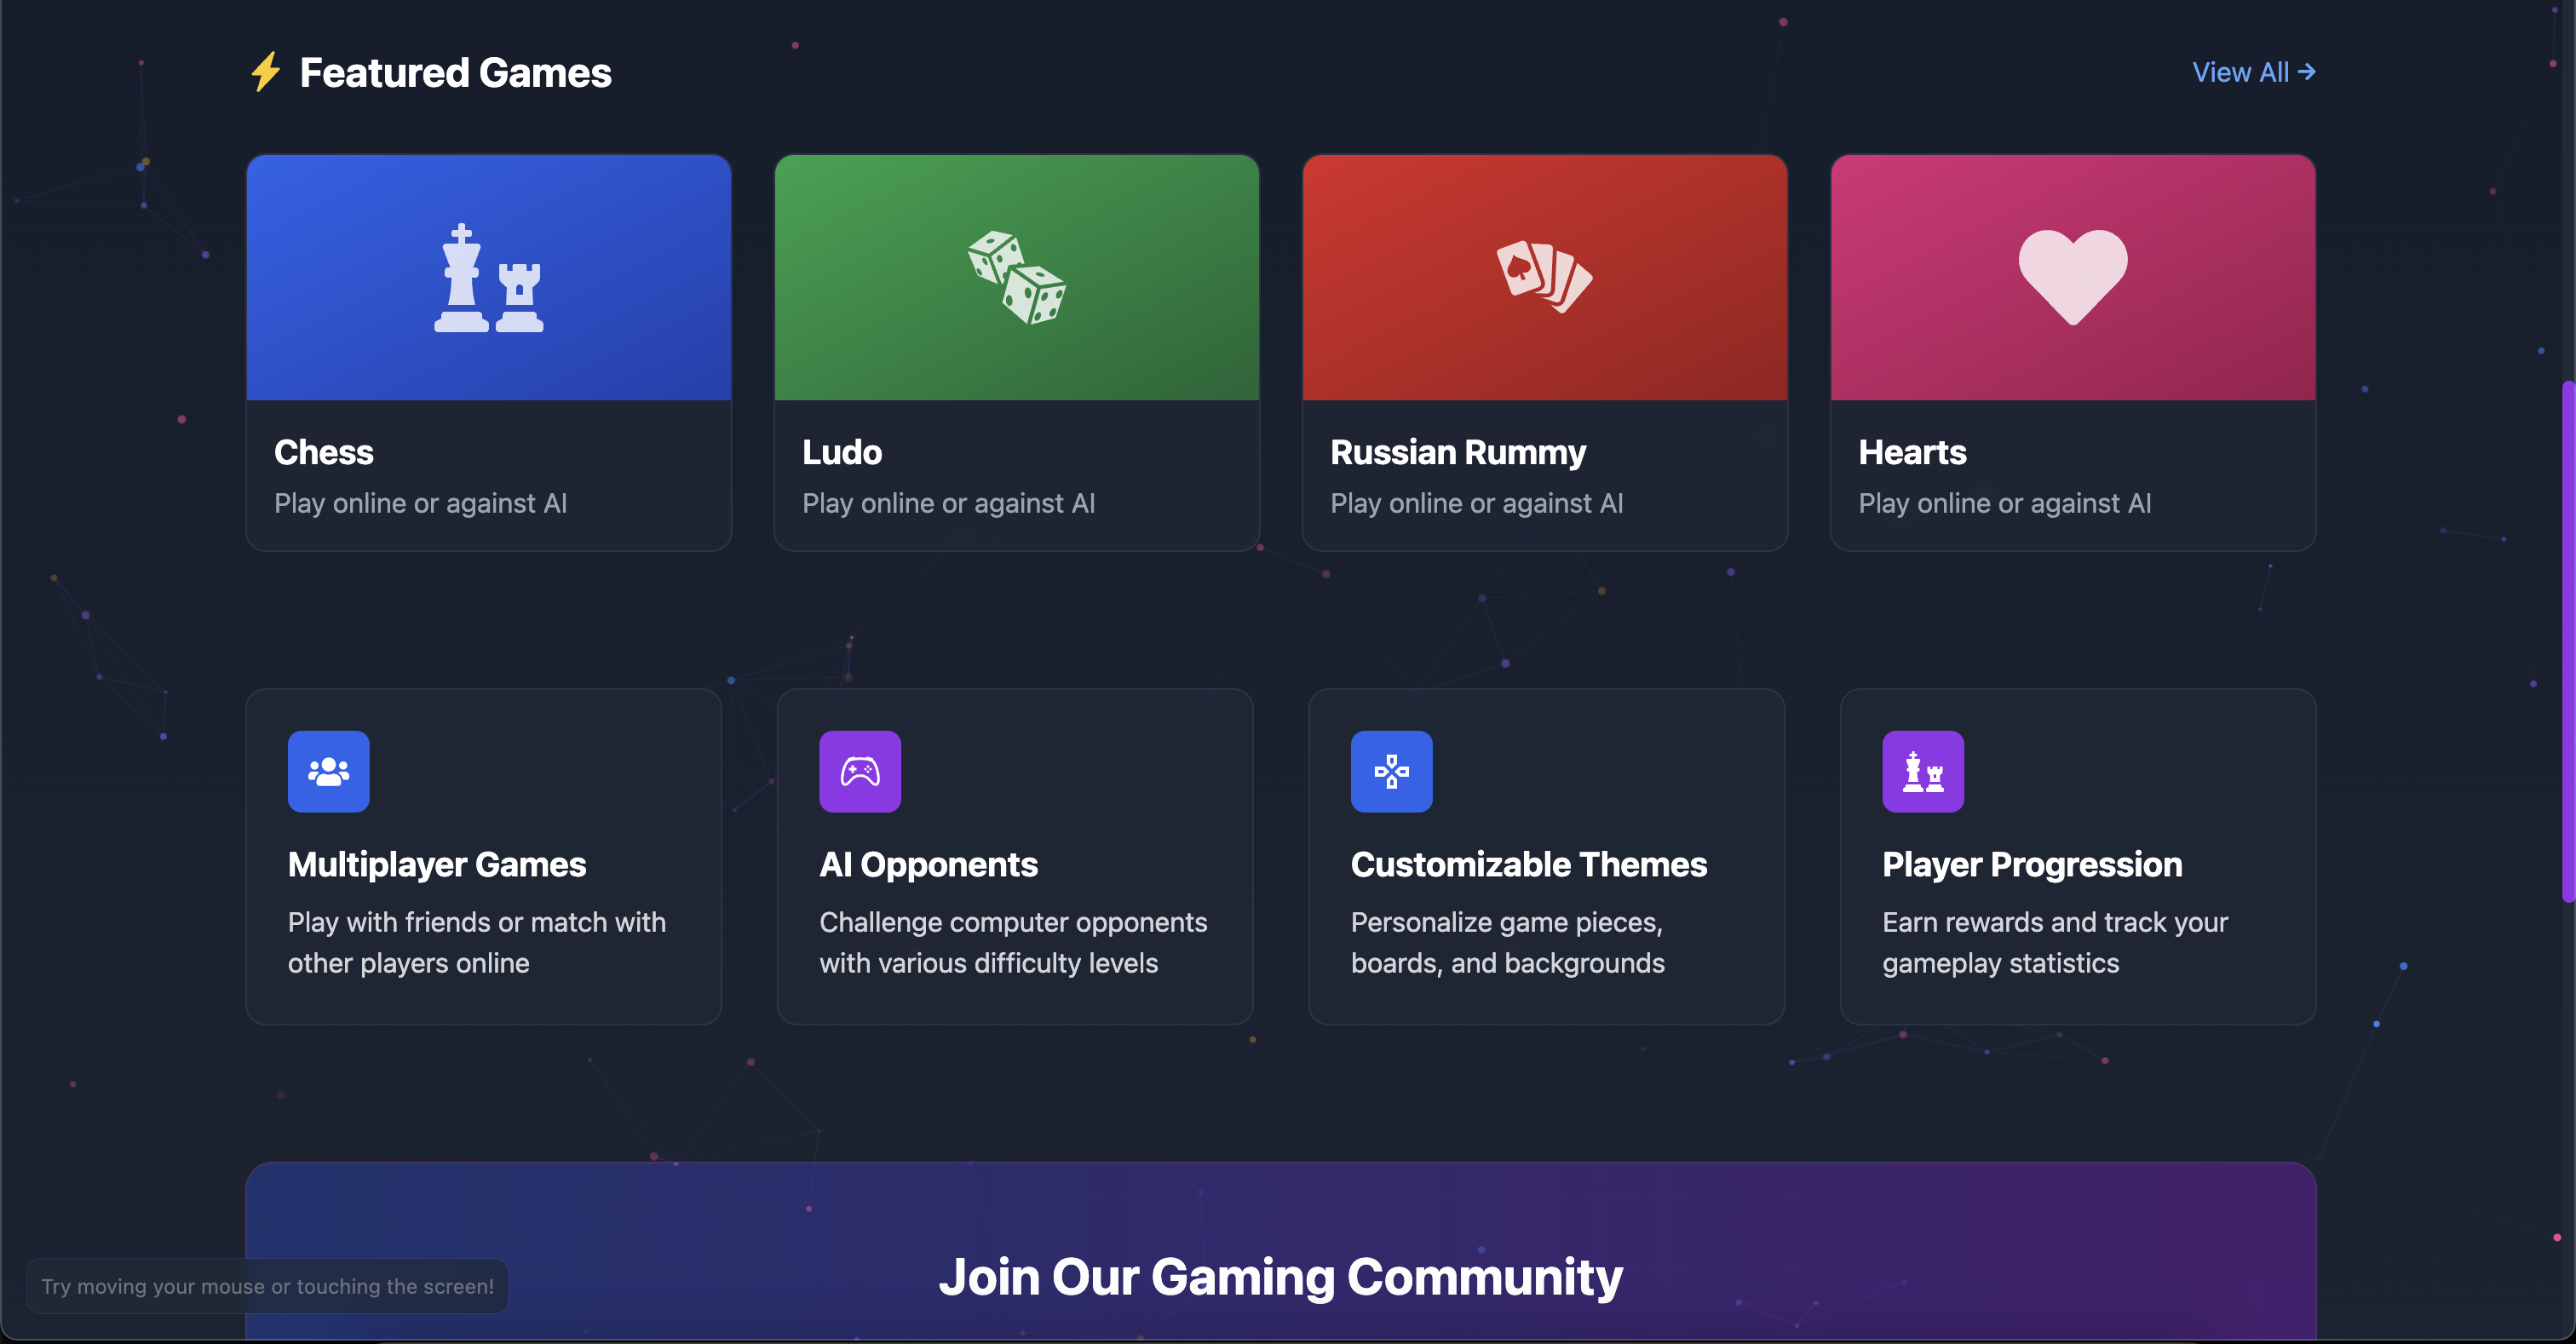 Featured Games
View All →
Chess
Play online or against AI
Ludo
Play online or against AI
Russian Rummy
Play online or against AI
Hearts
Play online or against AI
Multiplayer Games
Play with friends or match with
other players online
AI Opponents
Challenge computer opponents
with various difficulty levels
Customizable Themes
Personalize game pieces,
boards, and backgrounds
Player Progression
Earn rewards and track your
gameplay statistics
Join Our Gaming Community
Try moving your mouse or touching the screen!